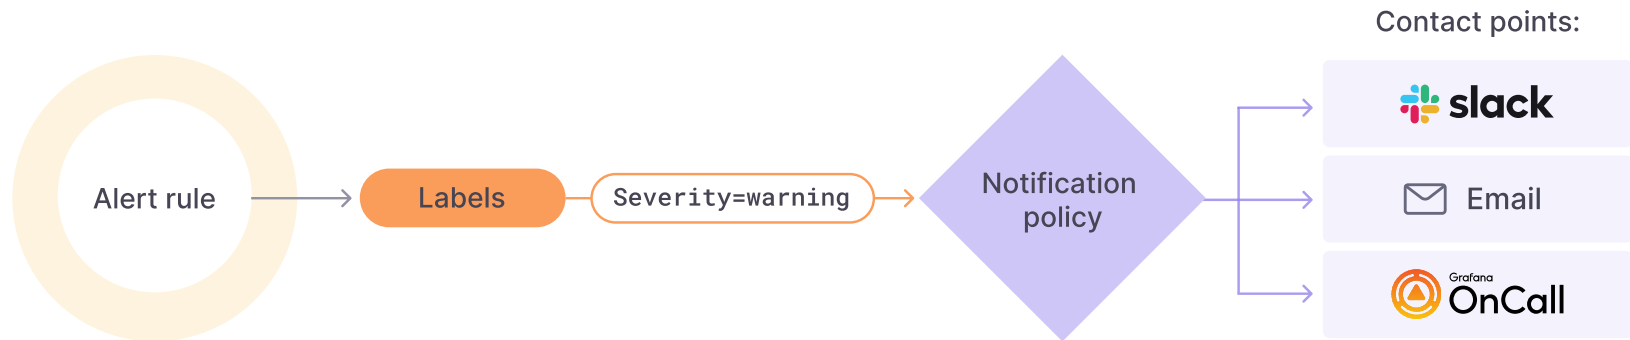 Contact points:
slack
Alert rule
Labels
Severity=warning
Notification
policy
Email
Grafana
OnCall